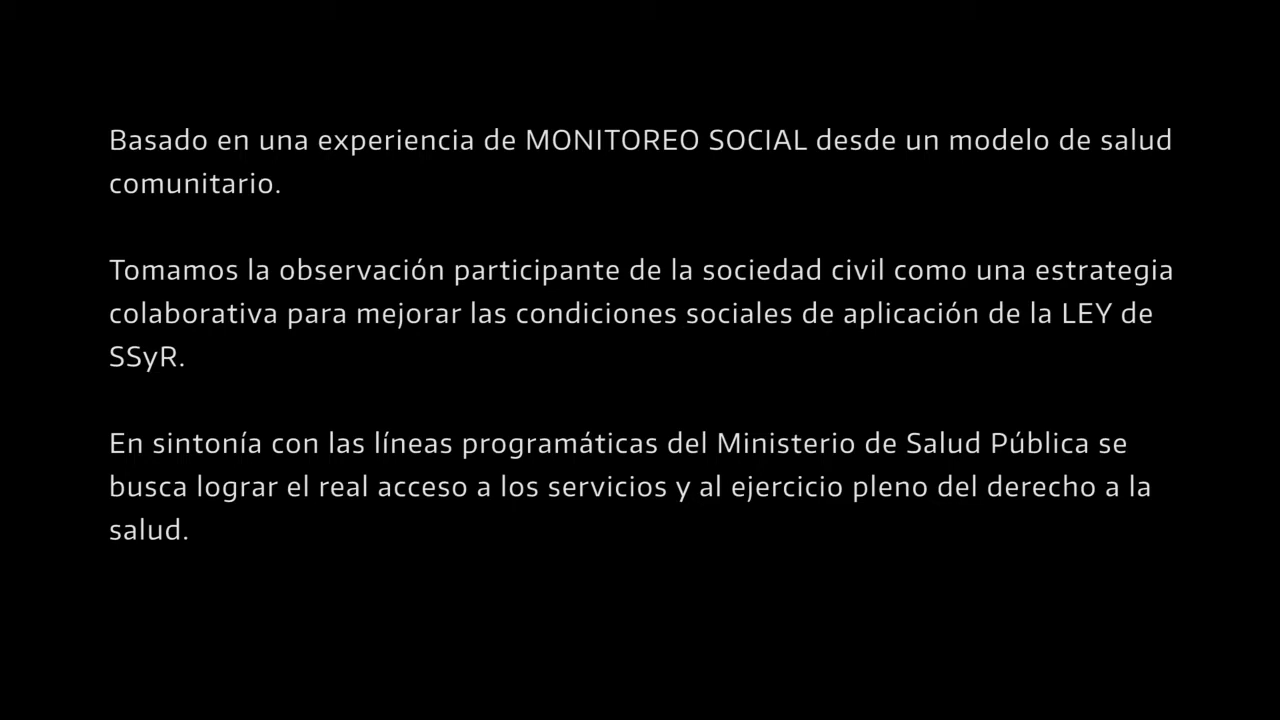 Basado en una experiencia de MONITOREO SOCIAL desde un modelo de salud
comunitario.
Tomamos la observación participante de la sociedad civil como una estrategia
colaborativa para mejorar las condiciones sociales de aplicación de la LEY de
SSyR.
En sintonía con las líneas programáticas del Ministerio de Salud Pública se
busca lograr el real acceso a los servicios y al ejercicio pleno del derecho a la
salud.